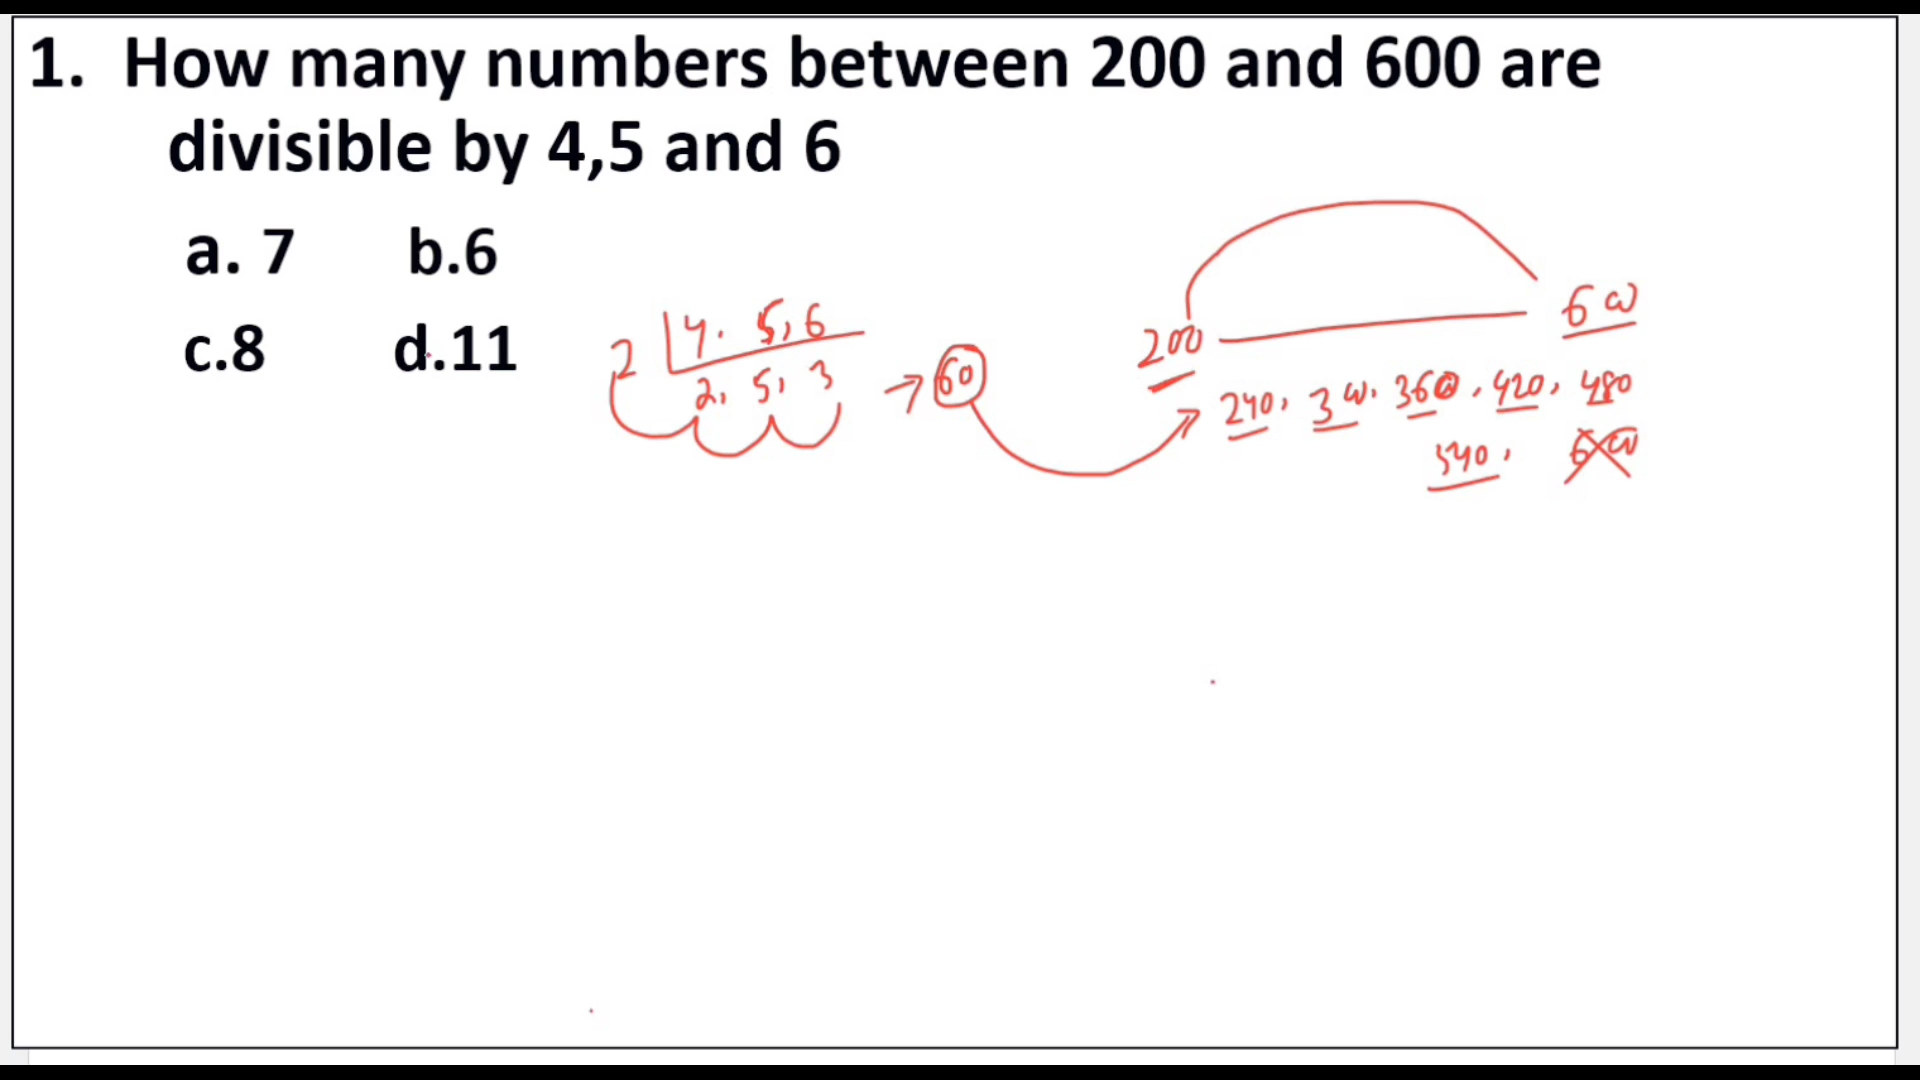 1. How many numbers between 200 and 600 are
divisible by 4,5 and 6
a. 7 b.6
c.8 d.11
2 4. 5, 6
2, 5, 3 → 60
200 600
240, 300, 360, 420, 480
540, 600